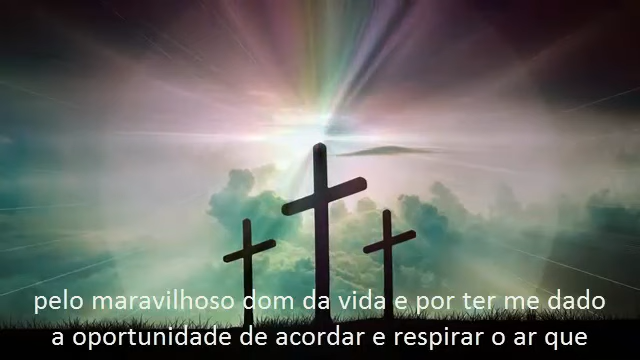 pelo maravilhoso dom da vida e por ter me dado
a oportunidade de acordar e respirar o ar que